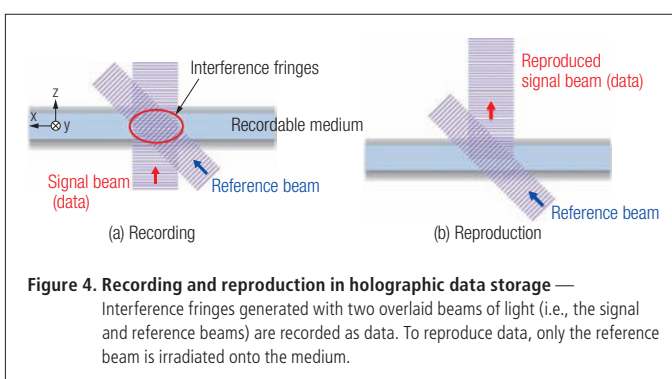 Interference fringes
z
x
y
Recordable medium
Signal beam
(data)
Reference beam
(a) Recording
Reproduced
signal beam (data)
Reference beam
(b) Reproduction
Figure 4. Recording and reproduction in holographic data storage —
Interference fringes generated with two overlaid beams of light (i.e., the signal
and reference beams) are recorded as data. To reproduce data, only the reference
beam is irradiated onto the medium.